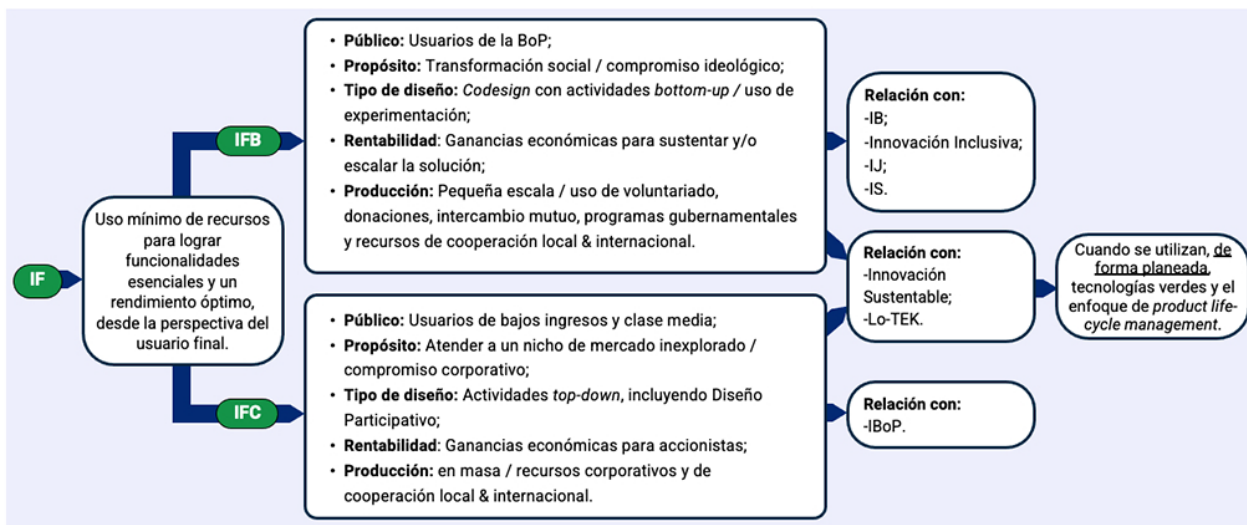 IF
Uso mínimo de recursos
para lograr
funcionalidades
esenciales y un
rendimiento óptimo,
desde la perspectiva del
usuario final.
IFB
• Público: Usuarios de la BoP;
• Propósito: Transformación social / compromiso ideológico;
• Tipo de diseño: Codesign con actividades bottom-up / uso de
experimentación;
• Rentabilidad: Ganancias económicas para sustentar y/o
escalar la solución;
• Producción: Pequeña escala / uso de voluntariado,
donaciones, intercambio mutuo, programas gubernamentales
y recursos de cooperación local & internacional.
Relación con:
-IB;
-Innovación Inclusiva;
-IJ;
-IS.
Relación con:
-Innovación
Sustentable;
-Lo-TEK.
Cuando se utilizan, de
forma planeada,
tecnologías verdes y el
enfoque de product life-
cycle management.
IFC
• Público: Usuarios de bajos ingresos y clase media;
• Propósito: Atender a un nicho de mercado inexplorado /
compromiso corporativo;
• Tipo de diseño: Actividades top-down, incluyendo Diseño
Participativo;
• Rentabilidad: Ganancias económicas para accionistas;
• Producción: en masa / recursos corporativos y de
cooperación local & internacional.
Relación con:
-IBoP.